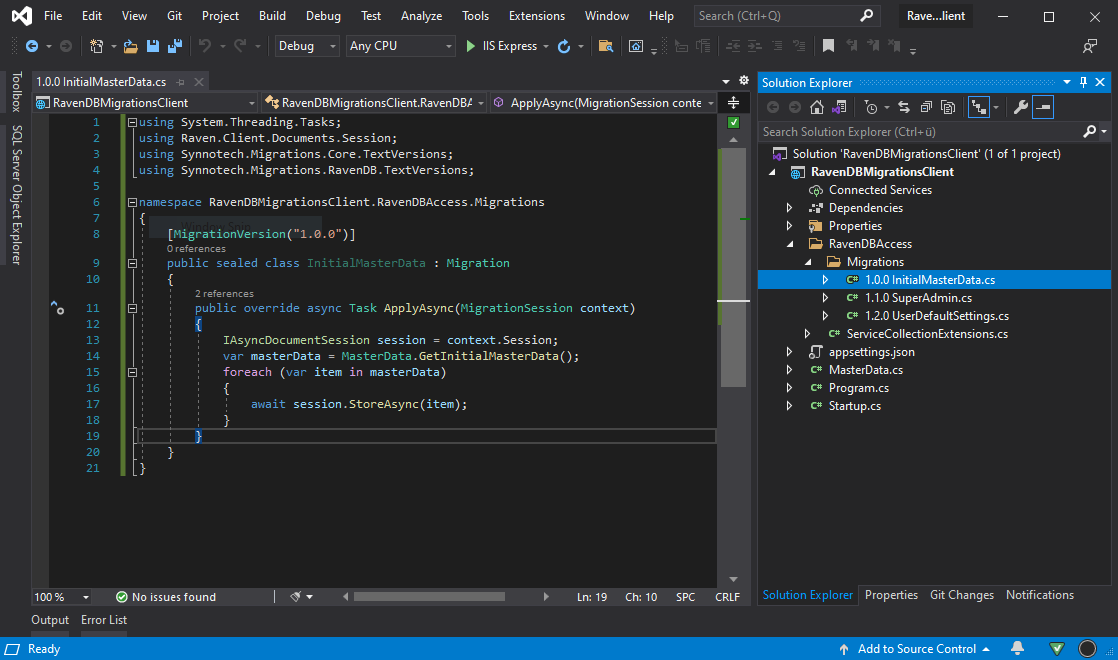 File Edit View Git Project Build Debug Test Analyze Tools Extensions Window Help Search (Ctrl+Q) Rave...lient
Debug Any CPU IIS Express
Toolbox
SQL Server Object Explorer
1.0.0 InitialMasterData.cs
RavenDBMigrationsClient RavenDBMigrationsClient.RavenDBA ApplyAsync(MigrationSession conte
1 using System.Threading.Tasks;
2 using Raven.Client.Documents.Session;
3 using Synnotech.Migrations.Core.TextVersions;
4 using Synnotech.Migrations.RavenDB.TextVersions;
5
6 namespace RavenDBMigrationsClient.RavenDBAccess.Migrations
7 {
8 [MigrationVersion("1.0.0")]
0 references
9 public sealed class InitialMasterData : Migration
10 {
2 references
11 public override async Task ApplyAsync(MigrationSession context)
12 {
13 IAsyncDocumentSession session = context.Session;
14 var masterData = MasterData.GetInitialMasterData();
15 foreach (var item in masterData)
16 {
17 await session.StoreAsync(item);
18 }
19 }
20 }
21 }
100 % No issues found Ln: 19 Ch: 10 SPC CRLF
Solution Explorer
Search Solution Explorer (Ctrl+ü)
Solution 'RavenDBMigrationsClient' (1 of 1 project)
RavenDBMigrationsClient
Connected Services
Dependencies
Properties
RavenDBAccess
Migrations
C# 1.0.0 InitialMasterData.cs
C# 1.1.0 SuperAdmin.cs
C# 1.2.0 UserDefaultSettings.cs
C# ServiceCollectionExtensions.cs
appsettings.json
C# MasterData.cs
C# Program.cs
C# Startup.cs
Solution Explorer Properties Git Changes Notifications
Output Error List
Ready Add to Source Control